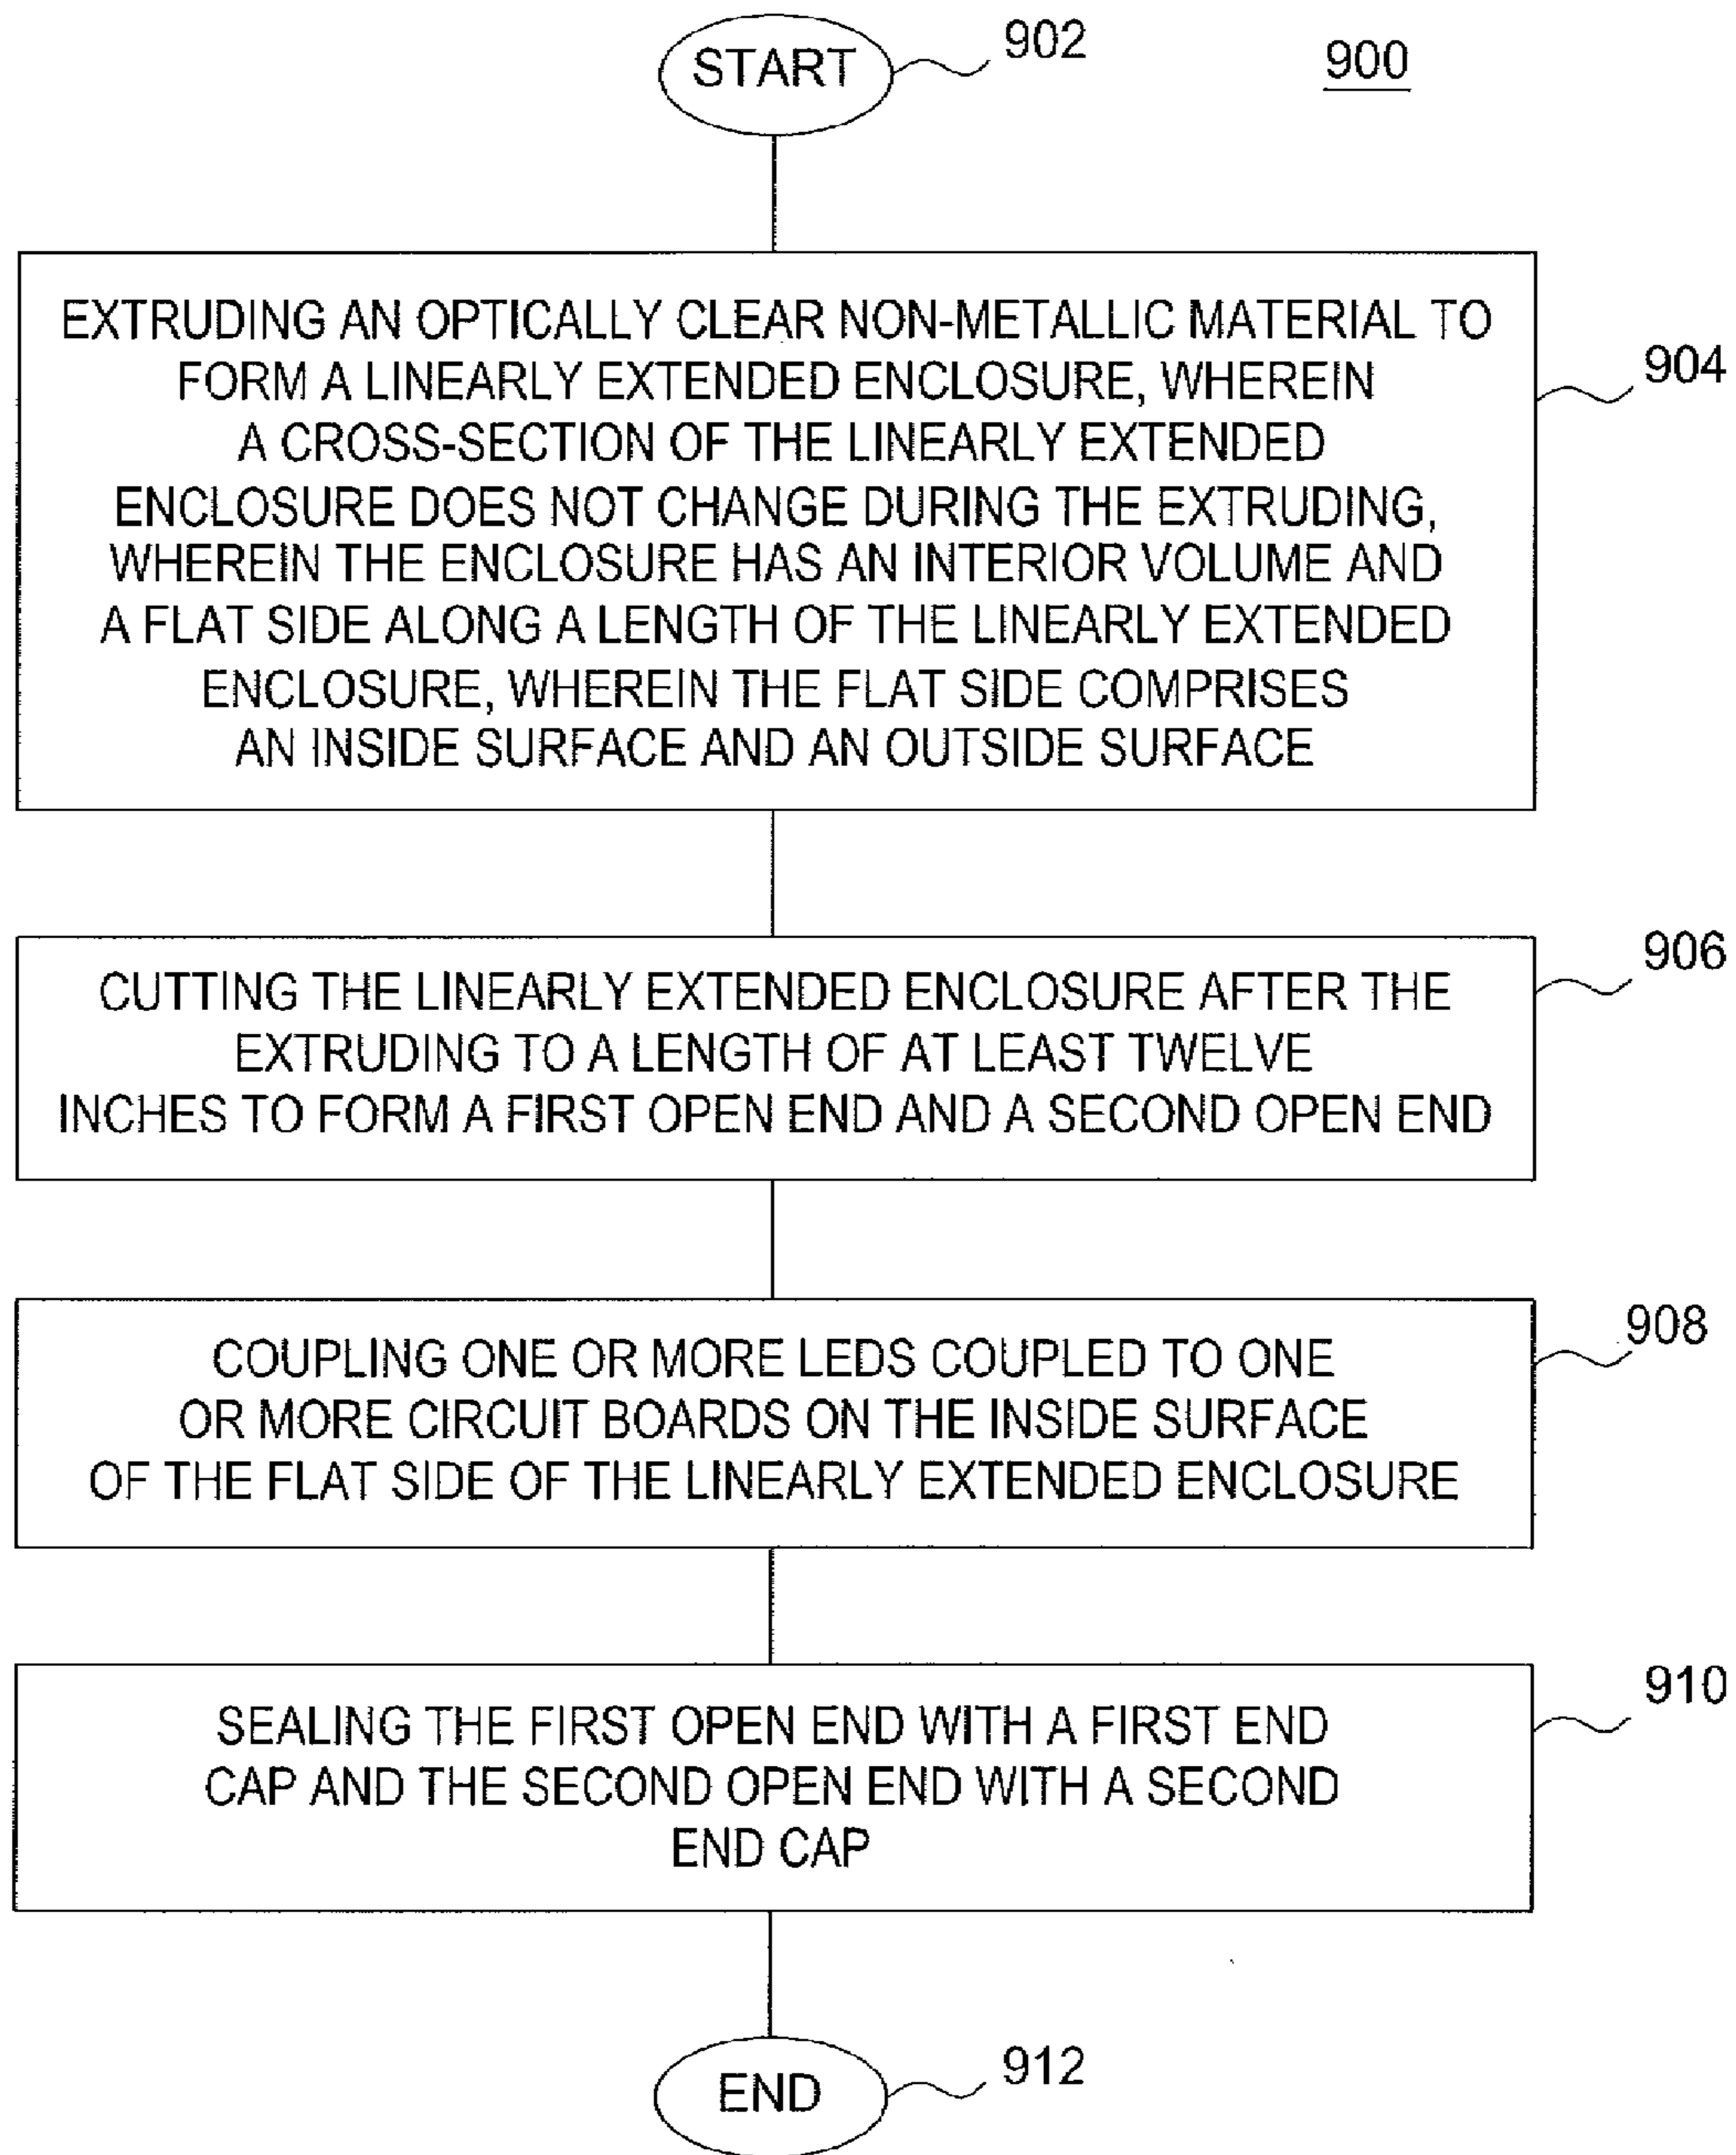 START
902
900
EXTRUDING AN OPTICALLY CLEAR NON-METALLIC MATERIAL TO
FORM A LINEARLY EXTENDED ENCLOSURE, WHEREIN
A CROSS-SECTION OF THE LINEARLY EXTENDED
ENCLOSURE DOES NOT CHANGE DURING THE EXTRUDING,
WHEREIN THE ENCLOSURE HAS AN INTERIOR VOLUME AND
A FLAT SIDE ALONG A LENGTH OF THE LINEARLY EXTENDED
ENCLOSURE, WHEREIN THE FLAT SIDE COMPRISES
AN INSIDE SURFACE AND AN OUTSIDE SURFACE
904
CUTTING THE LINEARLY EXTENDED ENCLOSURE AFTER THE
EXTRUDING TO A LENGTH OF AT LEAST TWELVE
INCHES TO FORM A FIRST OPEN END AND A SECOND OPEN END
906
COUPLING ONE OR MORE LEDS COUPLED TO ONE
OR MORE CIRCUIT BOARDS ON THE INSIDE SURFACE
OF THE FLAT SIDE OF THE LINEARLY EXTENDED ENCLOSURE
908
SEALING THE FIRST OPEN END WITH A FIRST END
CAP AND THE SECOND OPEN END WITH A SECOND
END CAP
910
END
912